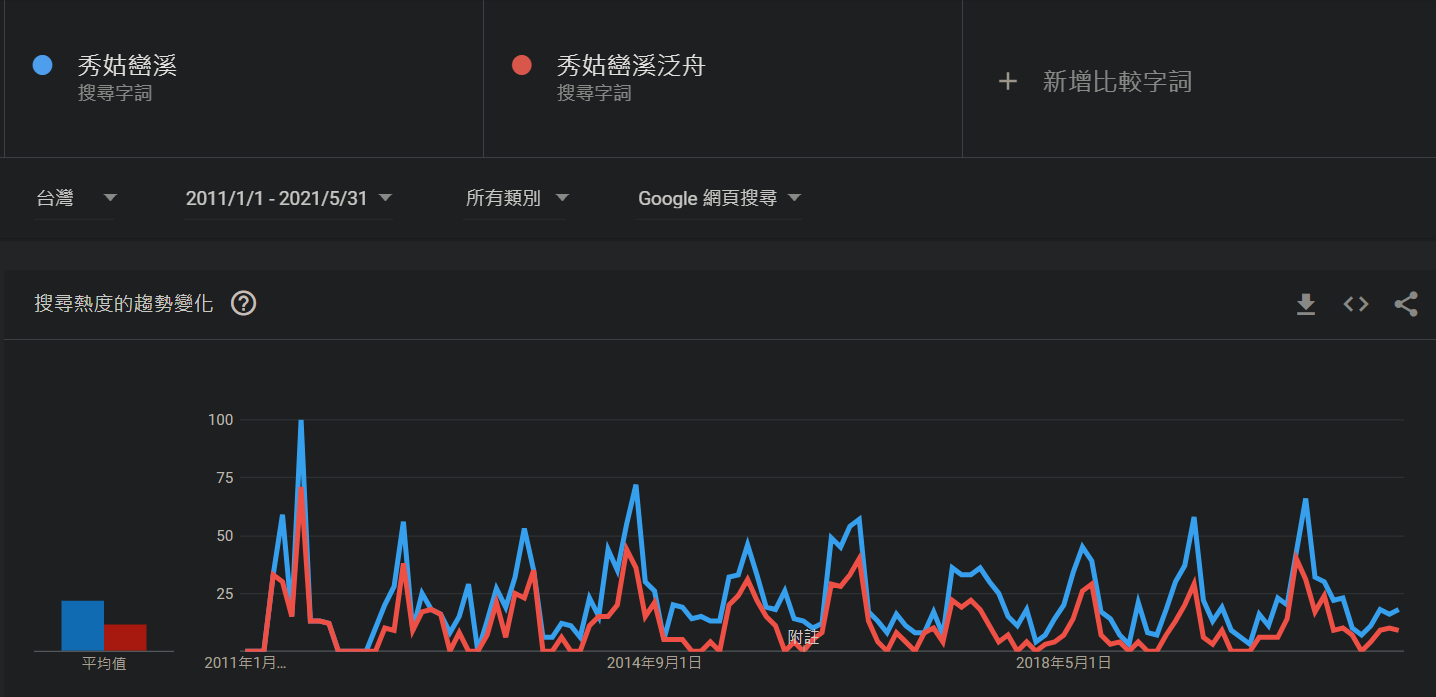 秀姑巒溪
搜尋字詞
秀姑巒溪泛舟
搜尋字詞
+ 新增比較字詞
台灣
2011/1/1 - 2021/5/31
所有類別
Google 網頁搜尋
搜尋熱度的趨勢變化
?
100
75
50
25
附註
平均值
2011年1月...
2014年9月1日
2018年5月1日